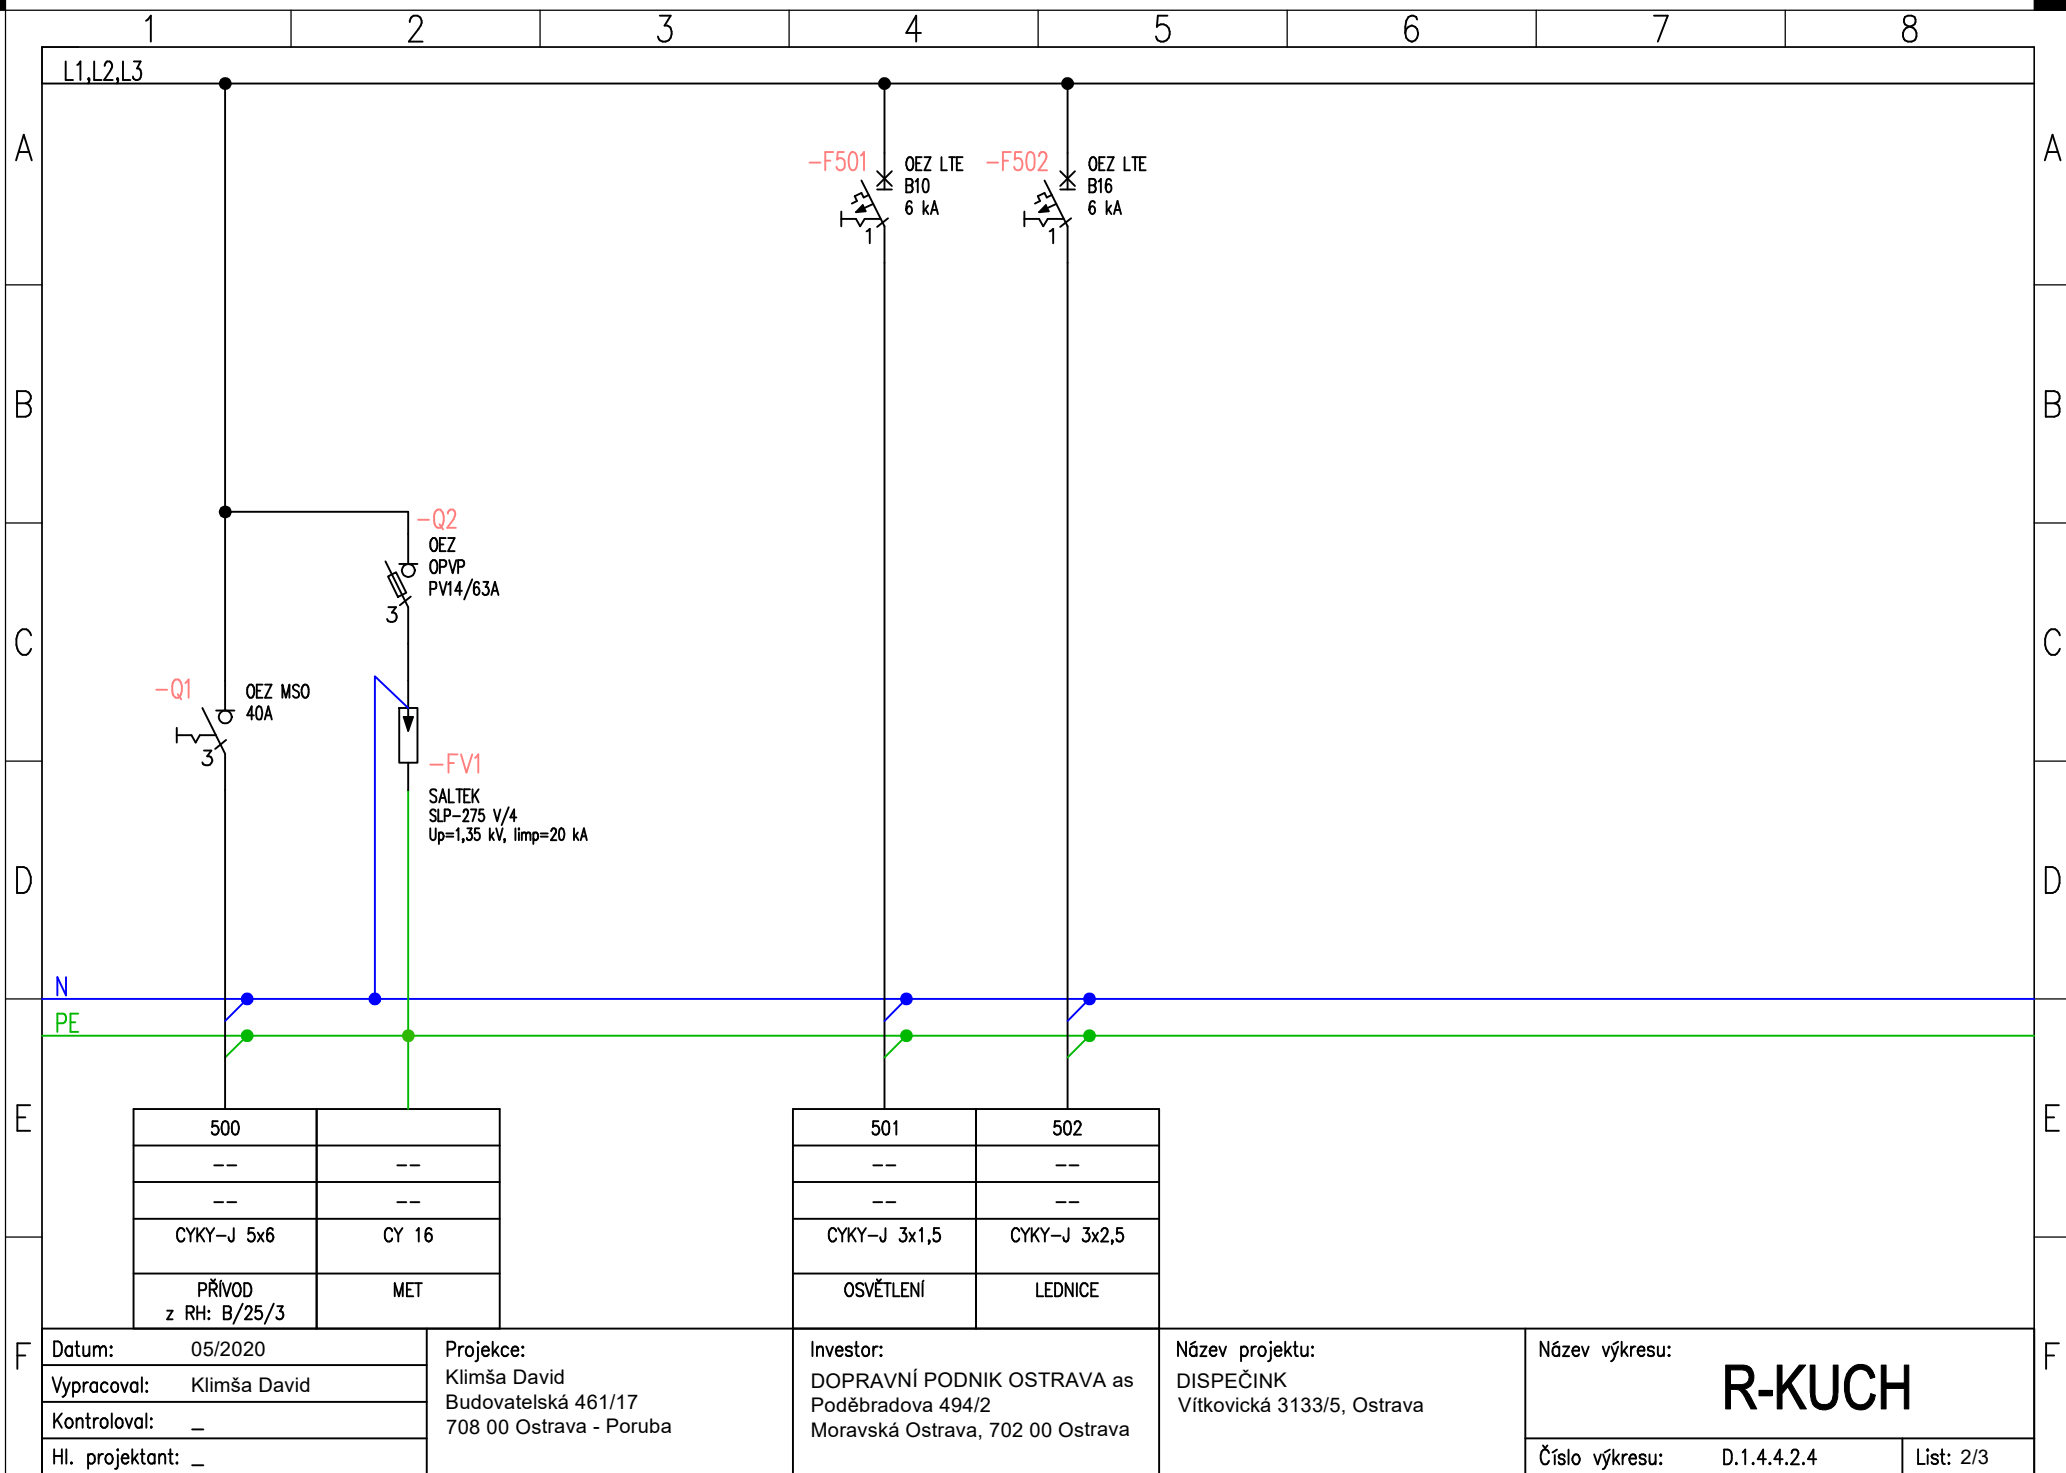 1 2 3 4 5 6 7 8
L1,L2,L3
A A
-F501 OEZ LTE
B10
6 kA
1
-F502 OEZ LTE
B16
6 kA
1
B B
-Q2
OEZ
OPVP
PV14/63A
3
C C
-Q1 OEZ MSO
40A
3
-FV1
SALTEK
SLP-275 V/4
Up=1,35 kV, Iimp=20 kA
D D
N
PE
E E
500 501 502
-- -- -- --
-- -- -- --
CYKY-J 5x6 CY 16 CYKY-J 3x1,5 CYKY-J 3x2,5
PŘÍVOD MET OSVĚTLENÍ LEDNICE
z RH: B/25/3
F F
Datum: 05/2020
Vypracoval: Klimša David
Kontroloval: _
Hl. projektant: _
Projekce:
Klimša David
Budovatelská 461/17
708 00 Ostrava - Poruba
Investor:
DOPRAVNÍ PODNIK OSTRAVA as
Poděbradova 494/2
Moravská Ostrava, 702 00 Ostrava
Název projektu:
DISPEČINK
Vítkovická 3133/5, Ostrava
Název výkresu:
R-KUCH
Číslo výkresu: D.1.4.4.2.4 List: 2/3